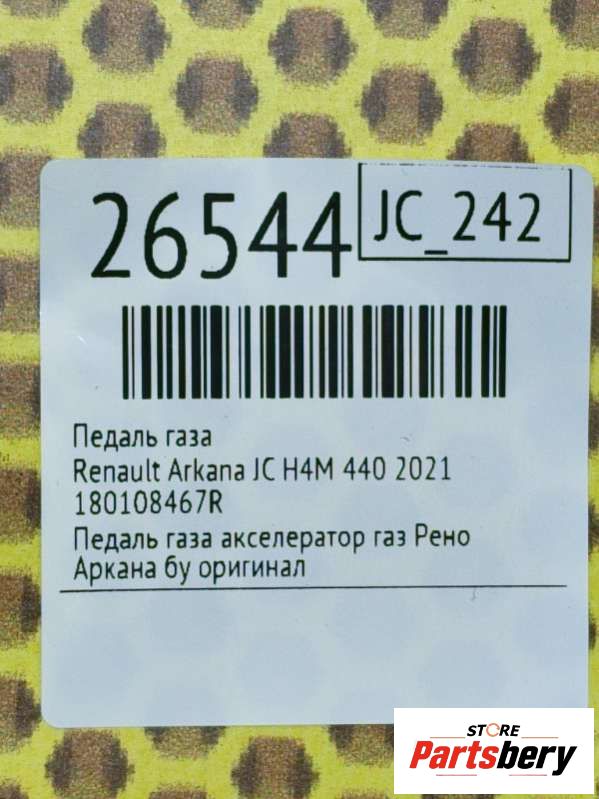 26544
JC_242
Педаль газа
Renault Arkana JC H4M 440 2021
180108467R
Педаль газа акселератор газ Рено
Аркана бу оригинал
STORE
Partsbery